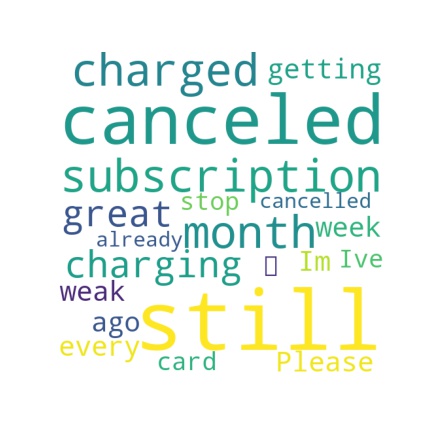 charged getting
canceled
subscription
stop cancelled
great month week
already
charging Im Ive
weak
ago still
every
card Please